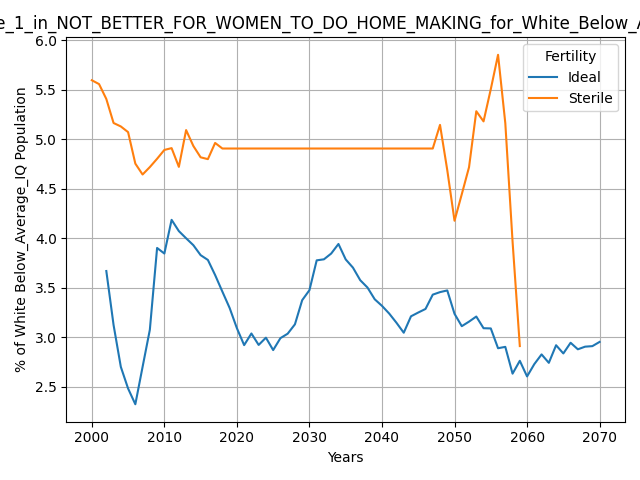 e_1_in_NOT_BETTER_FOR_WOMEN_TO_DO_HOME_MAKING_for_White_Below_A
6.0
5.5
5.0
4.5
4.0
3.5
3.0
2.5
% of White Below_Average_IQ Population
Fertility
Ideal
Sterile
2000 2010 2020 2030 2040 2050 2060 2070
Years